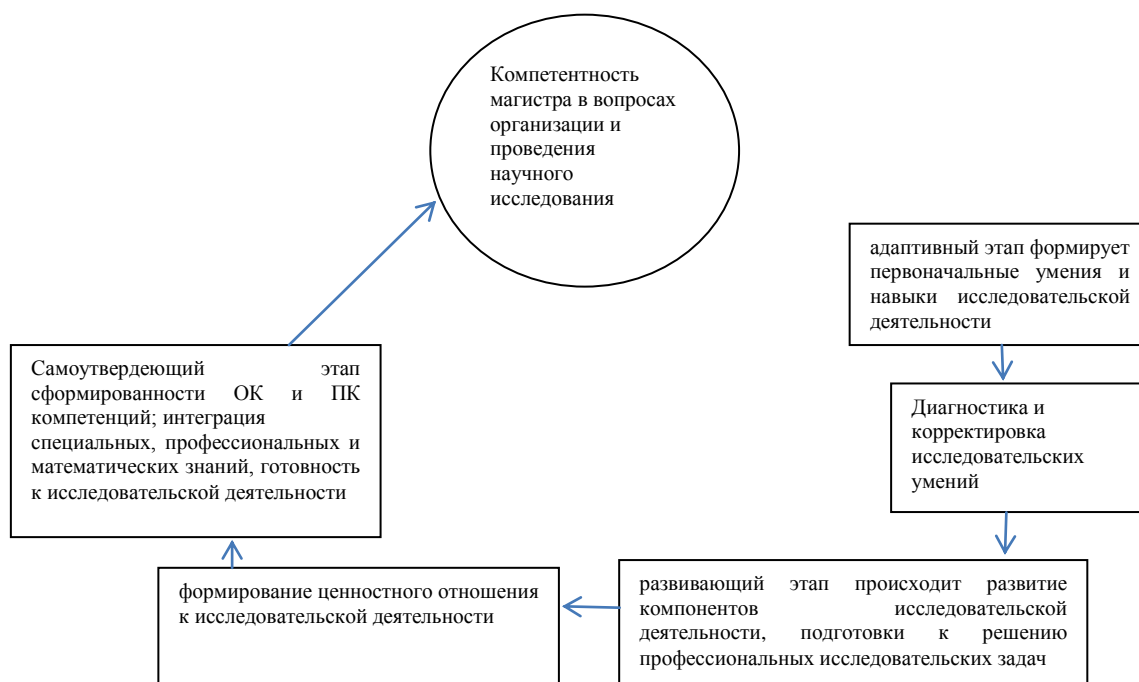 Компетентность
магистра в вопросах
организации и
проведения
научного
исследования
адаптивный этап формирует
первоначальные умения и
навыки исследовательской
деятельности
Диагностика и
корректировка
исследовательских
умений
развивающий этап происходит развитие
компонентов исследовательской
деятельности, подготовки к решению
профессиональных исследовательских задач
формирование ценностного отношения
к исследовательской деятельности
Самоутвердеющий этап
сформированности ОК и ПК
компетенций; интеграция
специальных, профессиональных и
математических знаний, готовность
к исследовательской деятельности